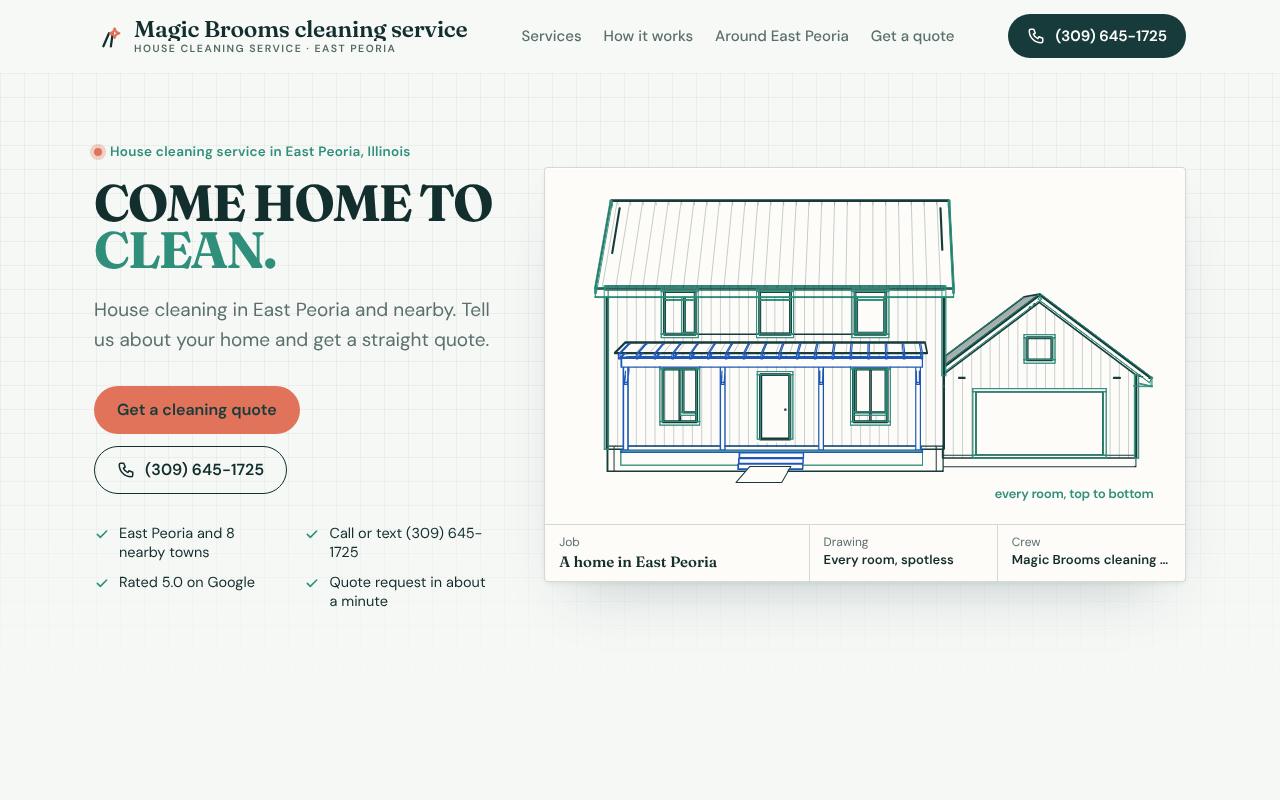 Magic Brooms cleaning service
HOUSE CLEANING SERVICE · EAST PEORIA
Services
How it works
Around East Peoria
Get a quote
(309) 645-1725
House cleaning service in East Peoria, Illinois
COME HOME TO
CLEAN.
House cleaning in East Peoria and nearby. Tell
us about your home and get a straight quote.
Get a cleaning quote
(309) 645-1725
East Peoria and 8
nearby towns
Call or text (309) 645-
1725
Rated 5.0 on Google
Quote request in about
a minute
every room, top to bottom
Job
A home in East Peoria
Drawing
Every room, spotless
Crew
Magic Brooms cleaning ...